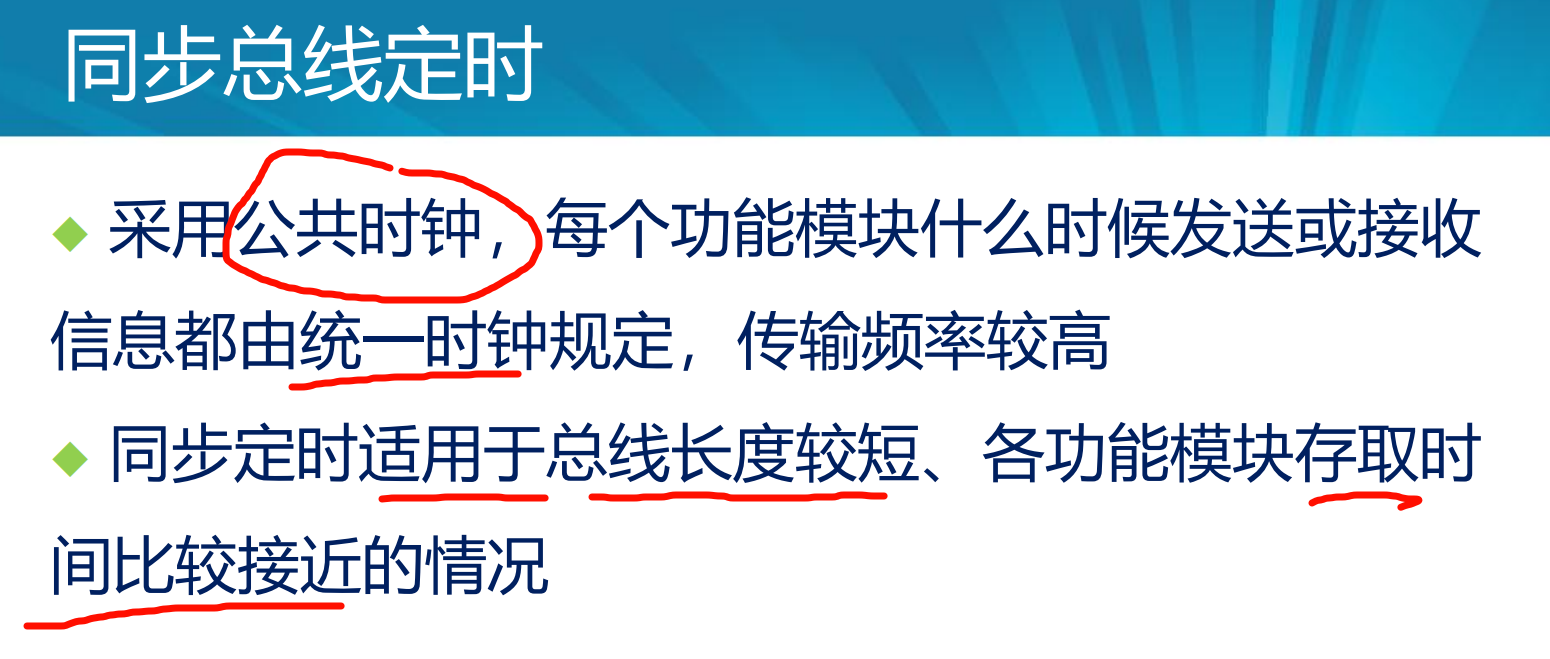 同步总线定时
◆ 采用公共时钟，每个功能模块什么时候发送或接收
信息都由统一时钟规定，传输频率较高
◆ 同步定时适用于总线长度较短、各功能模块存取时
间比较接近的情况